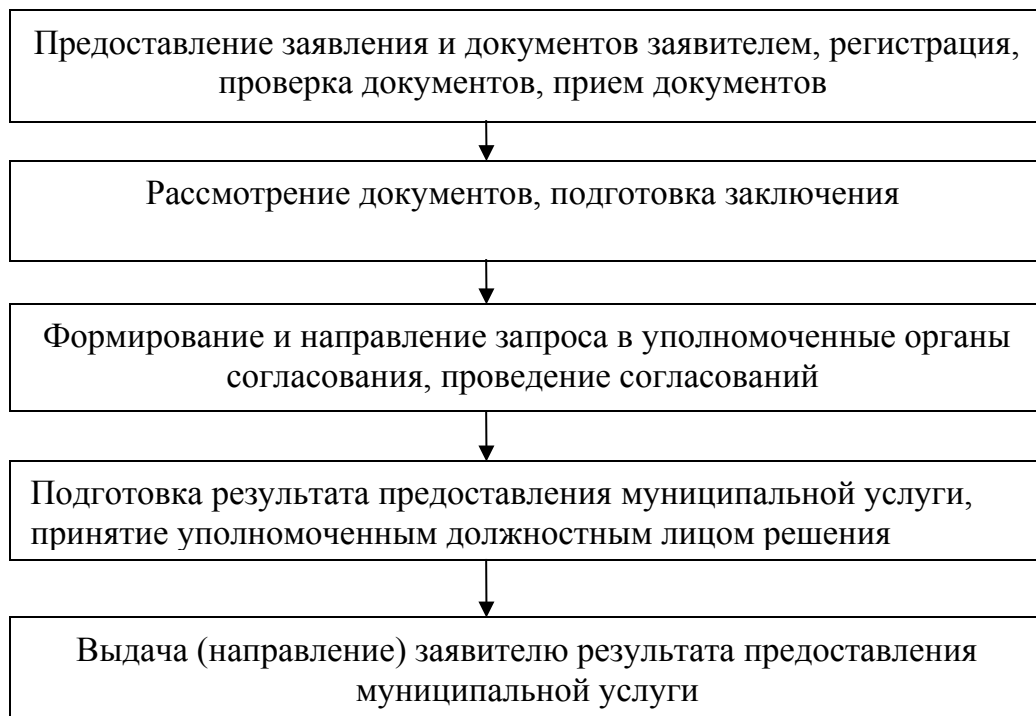 Предоставление заявления и документов заявителем, регистрация,
проверка документов, прием документов
Рассмотрение документов, подготовка заключения
Формирование и направление запроса в уполномоченные органы
согласования, проведение согласований
Подготовка результата предоставления муниципальной услуги,
принятие уполномоченным должностным лицом решения
Выдача (направление) заявителю результата предоставления
муниципальной услуги